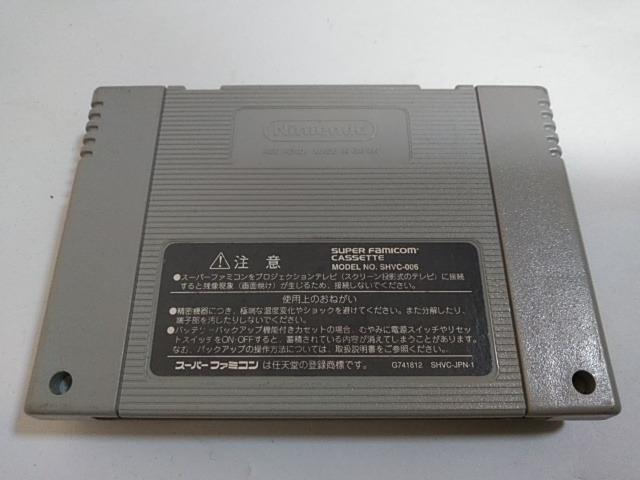 Nintendo
⚠注意
SUPER FAMICOM
CASSETTE
MODEL NO. SHVC-006
●スーパーファミコンをプロジェクションテレビ(スクリーン投影式のテレビ)に接続
すると残像現象(画面焼け)が生じるため、接続しないでください。
使用上のおねがい
●精密機器につき、極端な温度変化やショックを避けてください。また分解したり、
端子部を汚したりしないでください。
●バッテリーバックアップ機能付きカセットの場合、むやみに電源スイッチやリセッ
トスイッチをON・OFFすると、蓄積されている内容が消えてしまうことがあります。
なお、バックアップの操作方法については、取扱説明書をご参照ください。
スーパーファミコンは任天堂の登録商標です。
G741812 SHVC-JPN-1